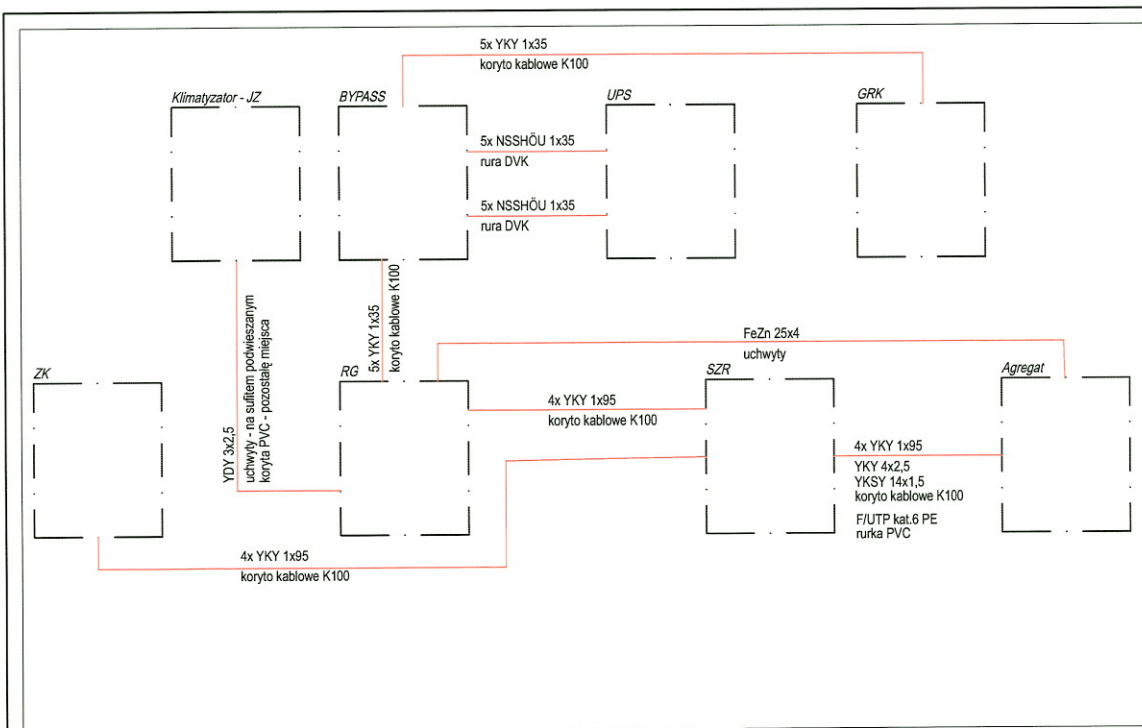 5x YKY 1x35
koryto kablowe K100
Klimatyzator - JZ
BYPASS
UPS
GRK
5x NSSHÖU 1x35
rura DVK
5x NSSHÖU 1x35
rura DVK
5x YKY 1x35
koryto kablowe K100
YDY 3x2,5
uchwyty - na sufitem podwieszanym
koryta PVC - pozostałę miejsca
FeZn 25x4
uchwyty
ZK
RG
SZR
Agregat
4x YKY 1x95
koryto kablowe K100
4x YKY 1x95
YKY 4x2,5
YKSY 14x1,5
koryto kablowe K100
F/UTP kat.6 PE
rurka PVC
4x YKY 1x95
koryto kablowe K100